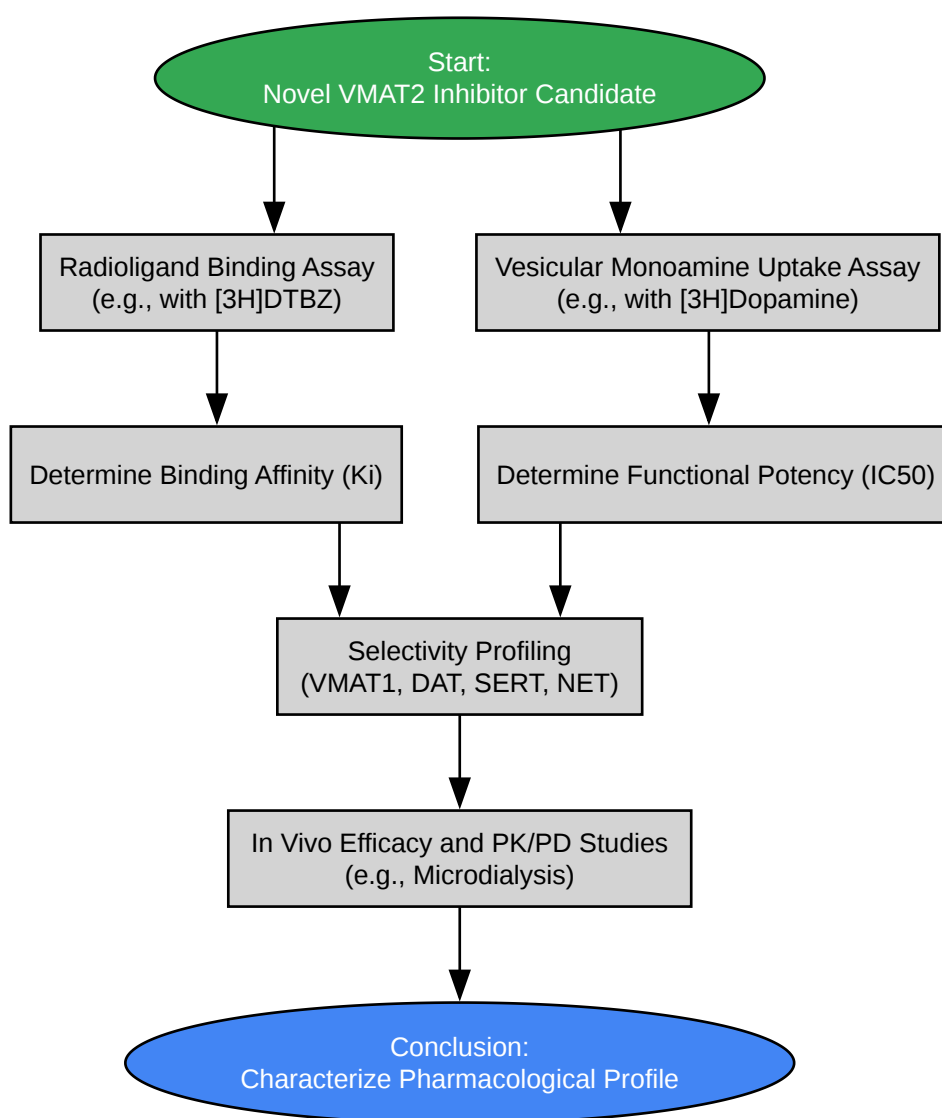 Start:
Novel VMAT2 Inhibitor Candidate
Radioligand Binding Assay
(e.g., with [3H]DTBZ)
Vesicular Monoamine Uptake Assay
(e.g., with [3H]Dopamine)
Determine Binding Affinity (Ki)
Determine Functional Potency (IC50)
Selectivity Profiling
(VMAT1, DAT, SERT, NET)
In Vivo Efficacy and PK/PD Studies
(e.g., Microdialysis)
Conclusion:
Characterize Pharmacological Profile